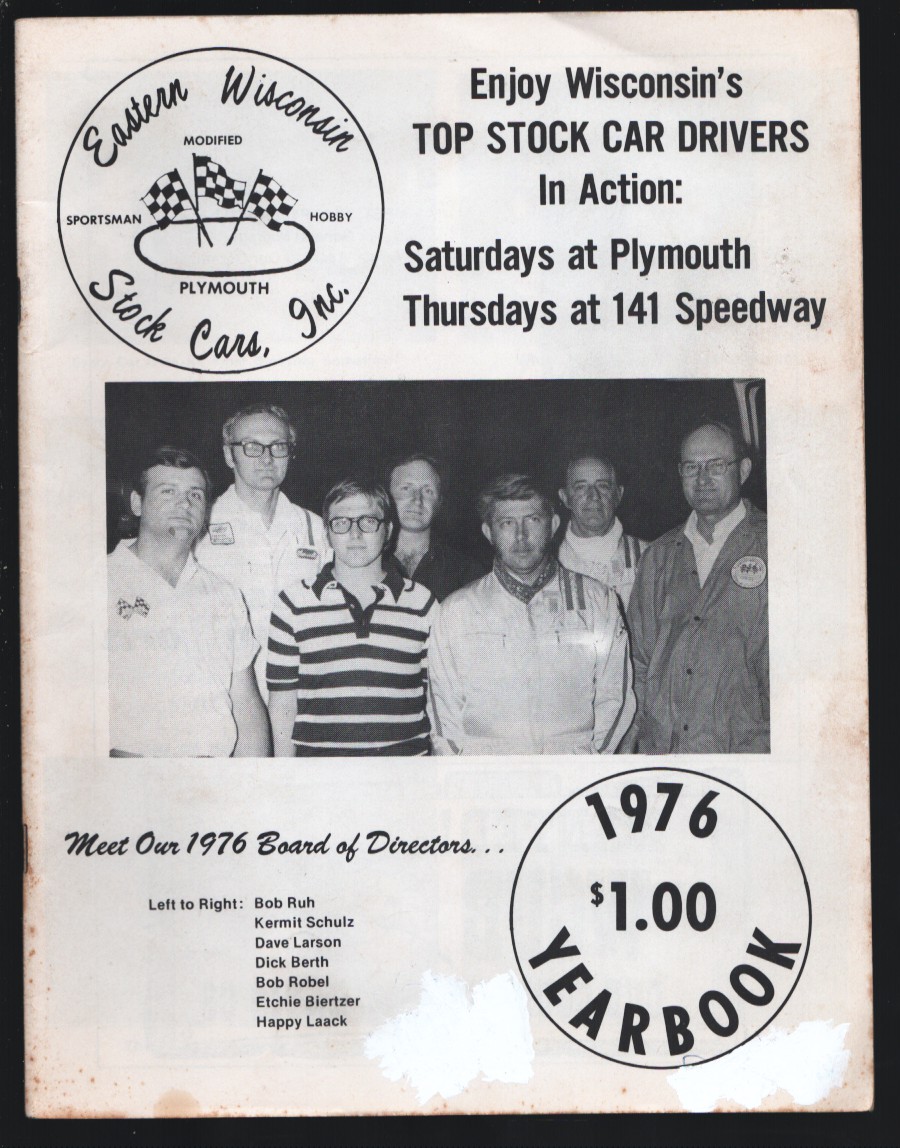 Eastern Wisconsin
MODIFIED
SPORTSMAN
HOBBY
PLYMOUTH
Stock Cars, Inc.
Enjoy Wisconsin's
TOP STOCK CAR DRIVERS
In Action:
Saturdays at Plymouth
Thursdays at 141 Speedway
Meet Our 1976 Board of Directors. . .
Left to Right: Bob Ruh
Kermit Schulz
Dave Larson
Dick Berth
Bob Robel
Etchie Biertzer
Happy Laack
1976
$1.00
YEARBOOK